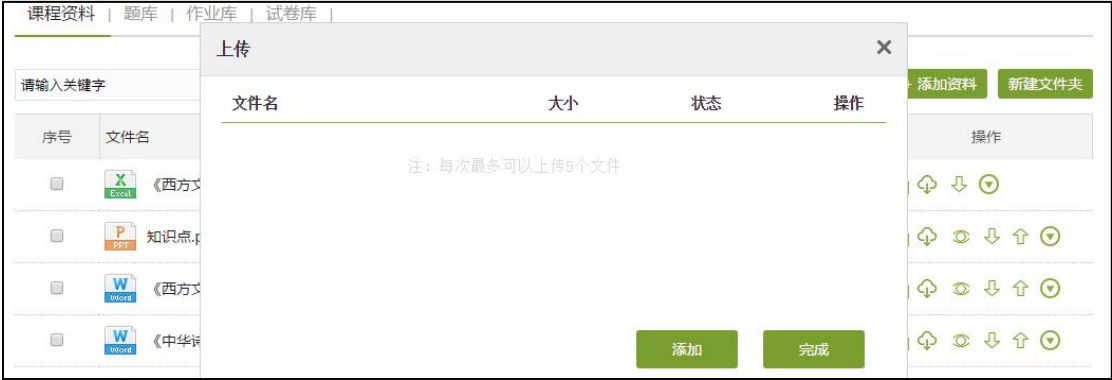 课程资料 | 题库 | 作业库 | 试卷库 |
上传
请输入关键字
添加资料 新建文件夹
文件名 大小 状态 操作
序号 文件名 操作
注：每次最多可以上传5个文件
X Excel 《西方文
P PPT 知识点.p
W Word 《西方文
W Word 《中华诗
添加 完成